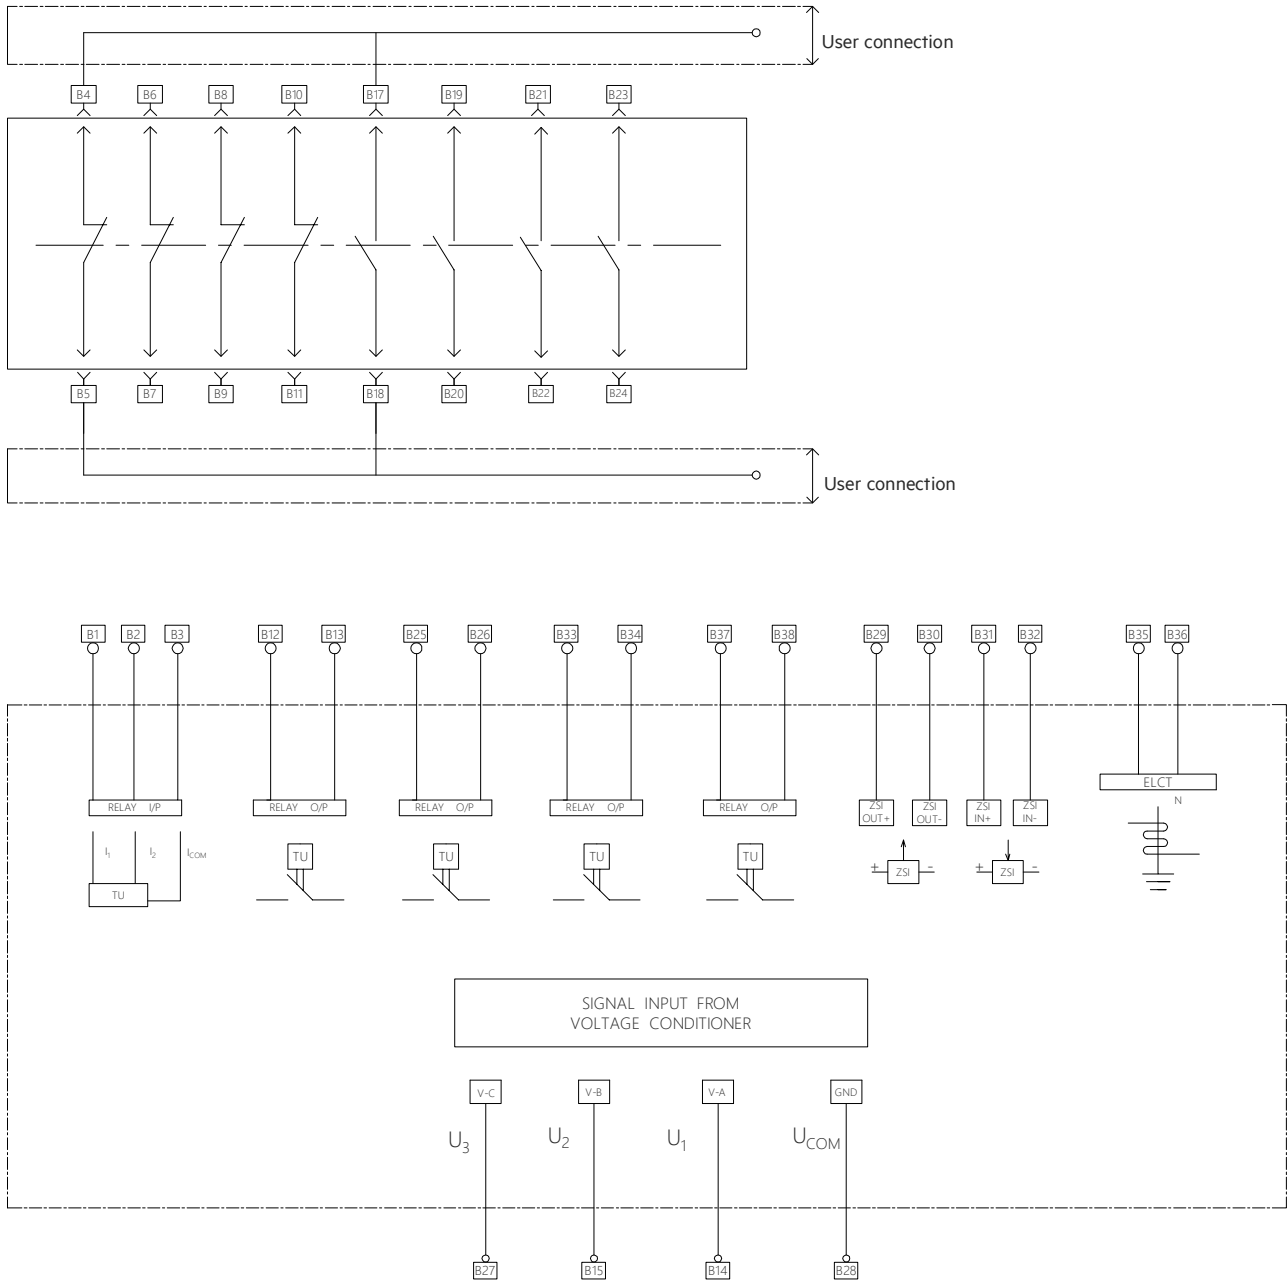 User connection
B4 B6 B8 B10 B17 B19 B21 B23
B5 B7 B9 B11 B18 B20 B22 B24
User connection
B1 B2 B3 B12 B13 B25 B26 B33 B34 B37 B38 B29 B30 B31 B32 B35 B36
ELCT
N
RELAY I/P
RELAY O/P
RELAY O/P
RELAY O/P
RELAY O/P
ZSI
OUT+
ZSI
OUT-
ZSI
IN+
ZSI
IN-
I1 I2 ICOM
TU
TU
TU
TU
TU
+ ZSI -
+ ZSI -
SIGNAL INPUT FROM
VOLTAGE CONDITIONER
V-C V-B V-A GND
U3 U2 U1 UCOM
B27 B15 B14 B28